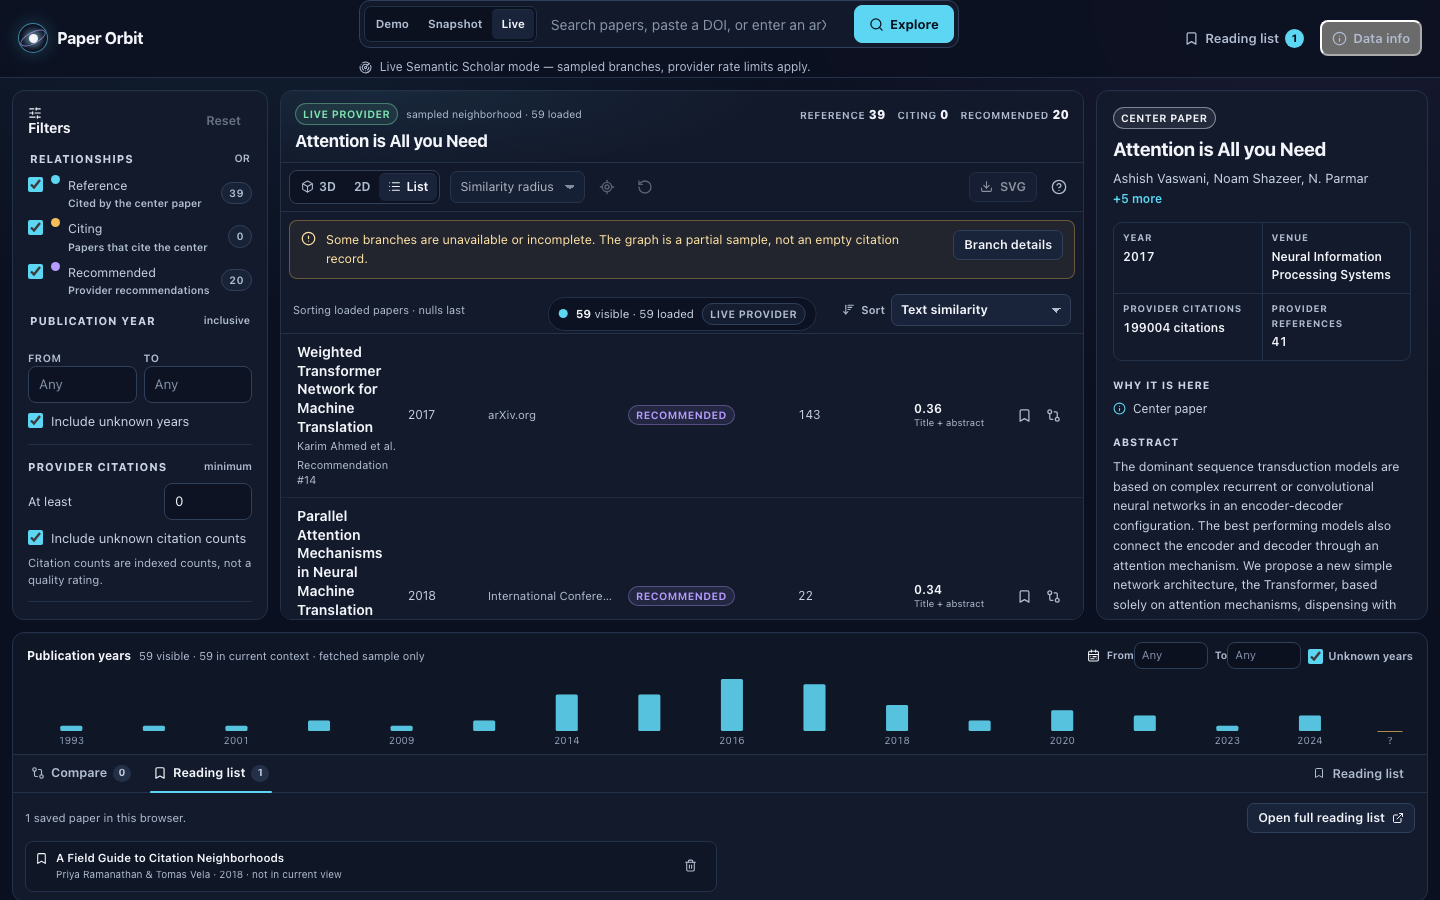 Paper Orbit
Demo Snapshot Live
Search papers, paste a DOI, or enter an ar
Explore
Reading list 1
Data info
Live Semantic Scholar mode — sampled branches, provider rate limits apply.
Filters
Reset
RELATIONSHIPS OR
Reference
Cited by the center paper
39
Citing
Papers that cite the center
0
Recommended
Provider recommendations
20
PUBLICATION YEAR inclusive
FROM TO
Any Any
Include unknown years
PROVIDER CITATIONS minimum
At least 0
Include unknown citation counts
Citation counts are indexed counts, not a
quality rating.
LIVE PROVIDER sampled neighborhood · 59 loaded
REFERENCE 39 CITING 0 RECOMMENDED 20
Attention is All you Need
3D 2D List
Similarity radius
SVG
Some branches are unavailable or incomplete. The graph is a partial sample, not an empty citation
record.
Branch details
Sorting loaded papers · nulls last
59 visible · 59 loaded LIVE PROVIDER
Sort Text similarity
Weighted
Transformer
Network for
Machine
Translation
Karim Ahmed et al.
Recommendation
#14
2017 arXiv.org RECOMMENDED 143 0.36
Title + abstract
Parallel
Attention
Mechanisms
in Neural
Machine
Translation
2018 International Confere... RECOMMENDED 22 0.34
Title + abstract
CENTER PAPER
Attention is All you Need
Ashish Vaswani, Noam Shazeer, N. Parmar
+5 more
YEAR
2017
VENUE
Neural Information
Processing Systems
PROVIDER CITATIONS
199004 citations
PROVIDER
REFERENCES
41
WHY IT IS HERE
Center paper
ABSTRACT
The dominant sequence transduction models are
based on complex recurrent or convolutional
neural networks in an encoder-decoder
configuration. The best performing models also
connect the encoder and decoder through an
attention mechanism. We propose a new simple
network architecture, the Transformer, based
solely on attention mechanisms, dispensing with
Publication years 59 visible · 59 in current context · fetched sample only
From Any To Any Unknown years
1993 2001 2009 2014 2016 2018 2020 2023 2024 ?
Compare 0 Reading list 1
Reading list
1 saved paper in this browser.
Open full reading list
A Field Guide to Citation Neighborhoods
Priya Ramanathan & Tomas Vela · 2018 · not in current view